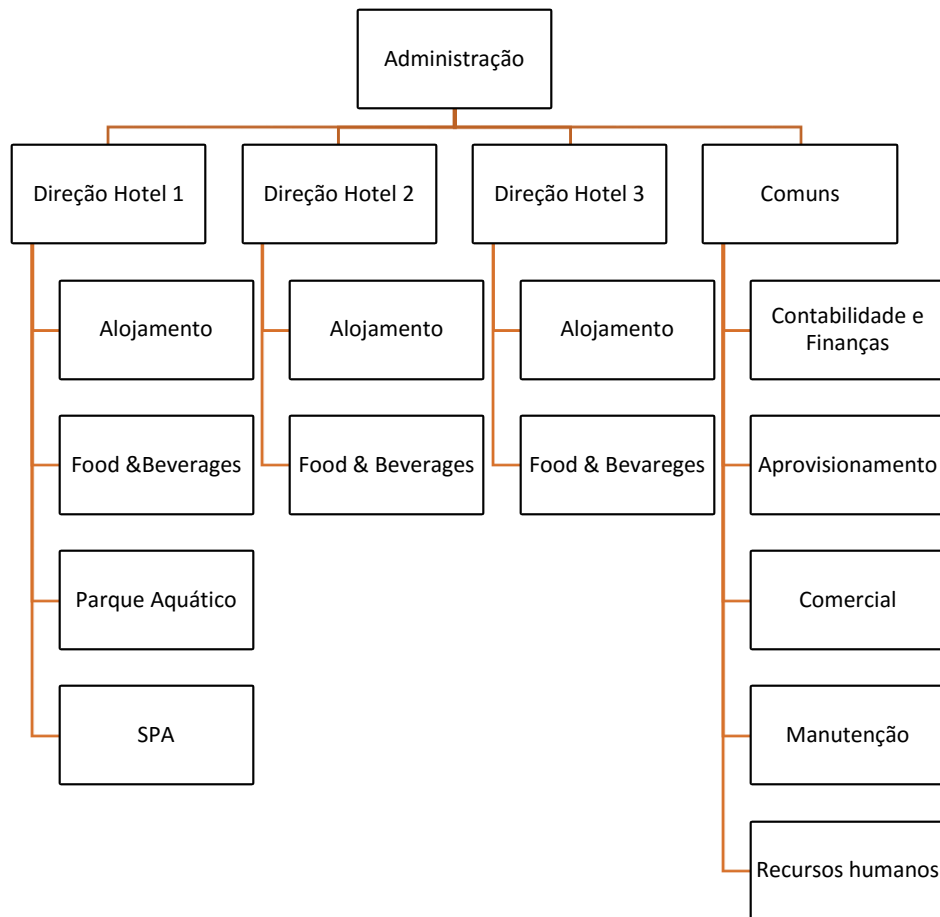 Administração
Direção Hotel 1
Direção Hotel 2
Direção Hotel 3
Comuns
Alojamento
Alojamento
Alojamento
Contabilidade e
Finanças
Food &Beverages
Food & Beverages
Food & Bevareges
Aprovisionamento
Parque Aquático
Comercial
SPA
Manutenção
Recursos humanos